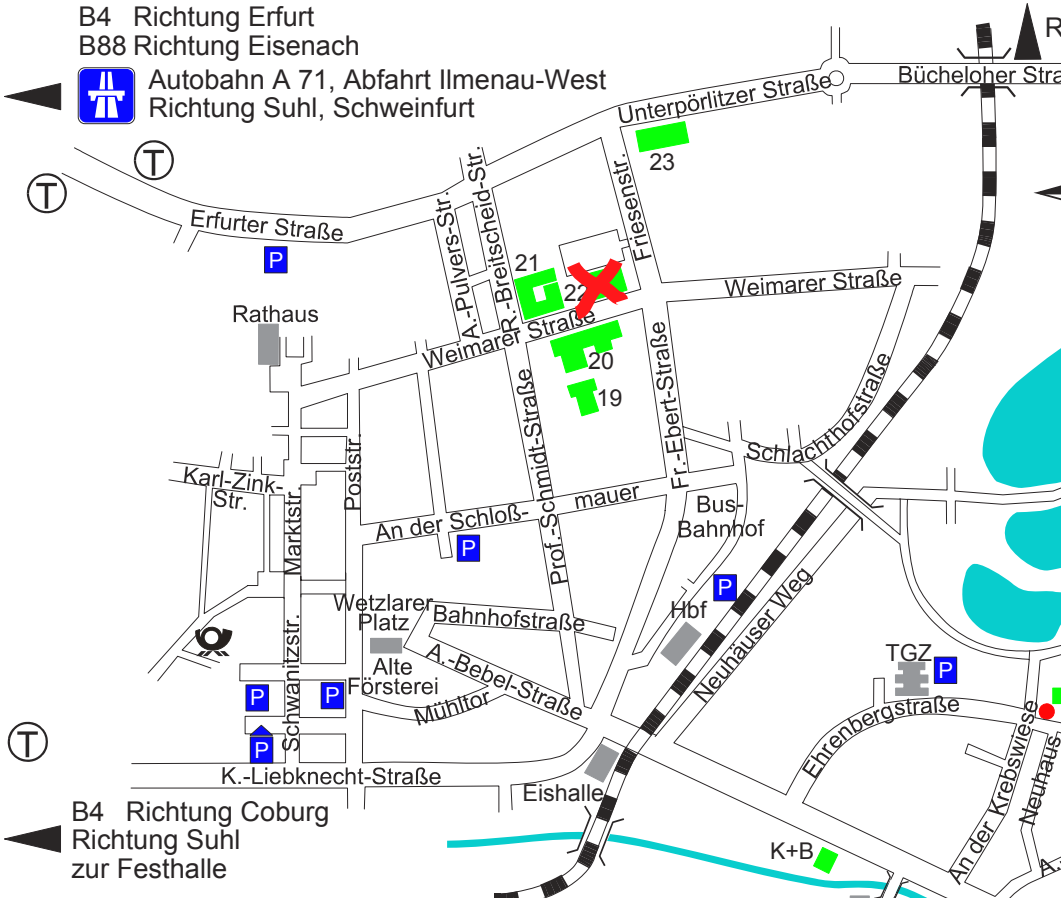 B4 Richtung Erfurt
B88 Richtung Eisenach
Autobahn A 71, Abfahrt Ilmenau-West
Richtung Suhl, Schweinfurt
R
Bücheloher Stra
Unterpörlitzer Straße
T
T
23
Erfurter Straße
P
A.-Pulvers-Str.
R.-Breitscheid-Str.
Friesenstr.
21
22
Weimarer Straße
Weimarer Straße
Rathaus
20
19
Prof.-Schmidt-Straße
Fr.-Ebert-Straße
Schlachthofstraße
Karl-Zink-
Str.
Marktstr.
Poststr.
An der Schloß-
mauer
P
Bus-
Bahnhof
P
Hbf
Neuhäuser Weg
Wetzlarer
Platz
Bahnhofstraße
Alte
Försterei
A.-Bebel-Straße
Mühltor
Schwanitzstr.
P
P
P
T
K.-Liebknecht-Straße
Eishalle
TGZ
P
Ehrenbergstraße
An der Krebswiese
Neuhaus
K+B
A.-
B4 Richtung Coburg
Richtung Suhl
zur Festhalle